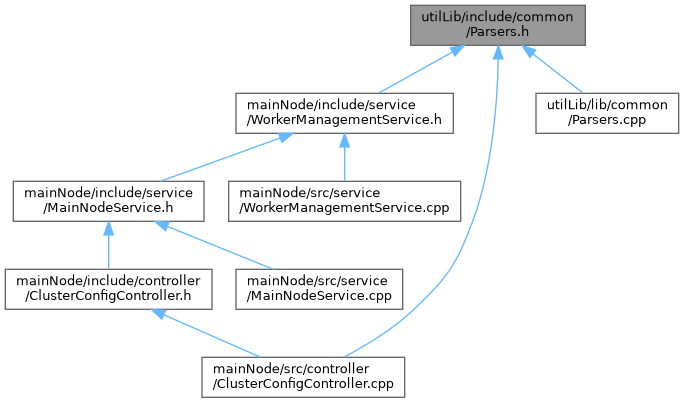 utilLib/include/common
/Parsers.h
mainNode/include/service
/WorkerManagementService.h
utilLib/lib/common
/Parsers.cpp
mainNode/include/service
/MainNodeService.h
mainNode/src/service
/WorkerManagementService.cpp
mainNode/include/controller
/ClusterConfigController.h
mainNode/src/service
/MainNodeService.cpp
mainNode/src/controller
/ClusterConfigController.cpp